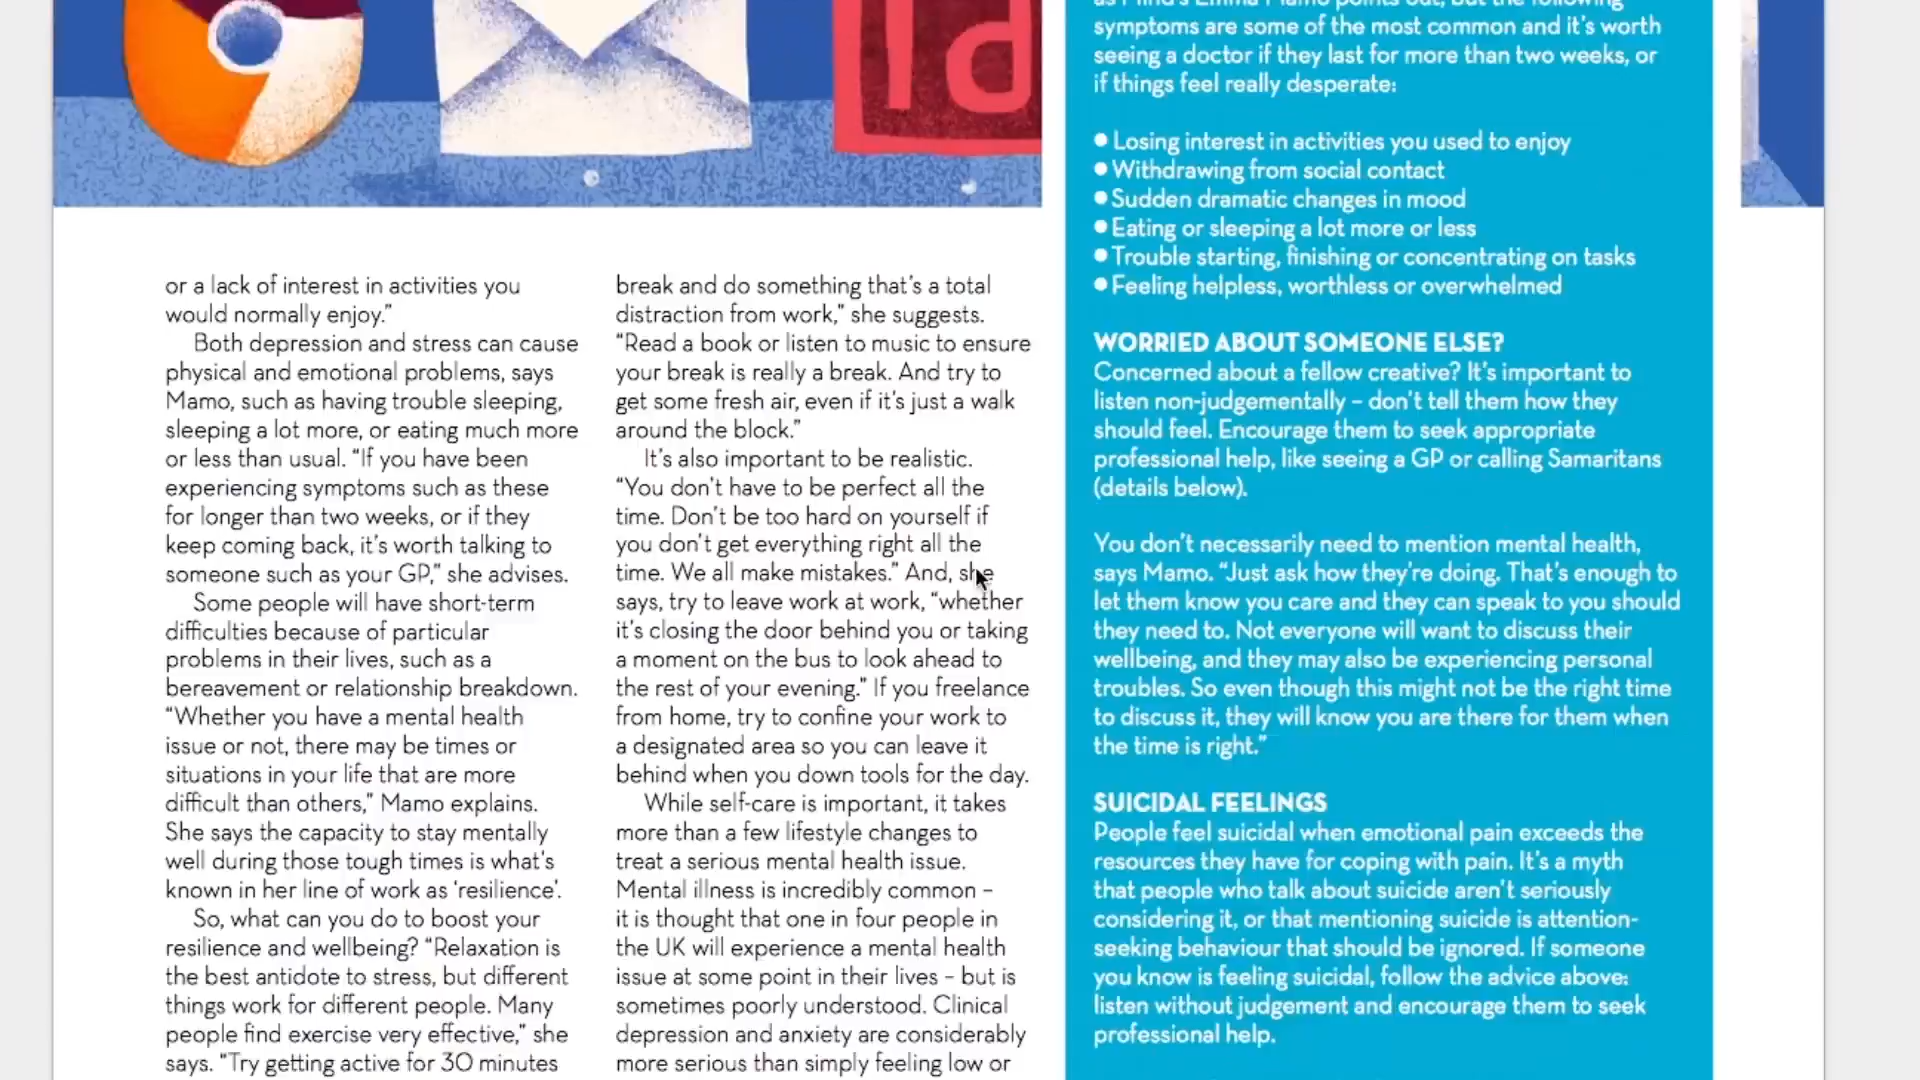 Id
or a lack of interest in activities you
would normally enjoy.”
Both depression and stress can cause
physical and emotional problems, says
Mamo, such as having trouble sleeping,
sleeping a lot more, or eating much more
or less than usual. “If you have been
experiencing symptoms such as these
for longer than two weeks, or if they
keep coming back, it’s worth talking to
someone such as your GP,” she advises.
Some people will have short-term
difficulties because of particular
problems in their lives, such as a
bereavement or relationship breakdown.
“Whether you have a mental health
issue or not, there may be times or
situations in your life that are more
difficult than others,” Mamo explains.
She says the capacity to stay mentally
well during those tough times is what’s
known in her line of work as ‘resilience’.
So, what can you do to boost your
resilience and wellbeing? “Relaxation is
the best antidote to stress, but different
things work for different people. Many
people find exercise very effective,” she
says. “Try getting active for 30 minutes
break and do something that’s a total
distraction from work,” she suggests.
“Read a book or listen to music to ensure
your break is really a break. And try to
get some fresh air, even if it’s just a walk
around the block.”
It’s also important to be realistic.
“You don’t have to be perfect all the
time. Don’t be too hard on yourself if
you don’t get everything right all the
time. We all make mistakes.” And, she
says, try to leave work at work, “whether
it’s closing the door behind you or taking
a moment on the bus to look ahead to
the rest of your evening.” If you freelance
from home, try to confine your work to
a designated area so you can leave it
behind when you down tools for the day.
While self-care is important, it takes
more than a few lifestyle changes to
treat a serious mental health issue.
Mental illness is incredibly common –
it is thought that one in four people in
the UK will experience a mental health
issue at some point in their lives – but is
sometimes poorly understood. Clinical
depression and anxiety are considerably
more serious than simply feeling low or
as Mind’s Emma Mamo points out, but the following
symptoms are some of the most common and it’s worth
seeing a doctor if they last for more than two weeks, or
if things feel really desperate:
● Losing interest in activities you used to enjoy
● Withdrawing from social contact
● Sudden dramatic changes in mood
● Eating or sleeping a lot more or less
● Trouble starting, finishing or concentrating on tasks
● Feeling helpless, worthless or overwhelmed
WORRIED ABOUT SOMEONE ELSE?
Concerned about a fellow creative? It’s important to
listen non-judgementally – don’t tell them how they
should feel. Encourage them to seek appropriate
professional help, like seeing a GP or calling Samaritans
(details below).
You don’t necessarily need to mention mental health,
says Mamo. “Just ask how they’re doing. That’s enough to
let them know you care and they can speak to you should
they need to. Not everyone will want to discuss their
wellbeing, and they may also be experiencing personal
troubles. So even though this might not be the right time
to discuss it, they will know you are there for them when
the time is right.”
SUICIDAL FEELINGS
People feel suicidal when emotional pain exceeds the
resources they have for coping with pain. It’s a myth
that people who talk about suicide aren’t seriously
considering it, or that mentioning suicide is attention-
seeking behaviour that should be ignored. If someone
you know is feeling suicidal, follow the advice above:
listen without judgement and encourage them to seek
professional help.